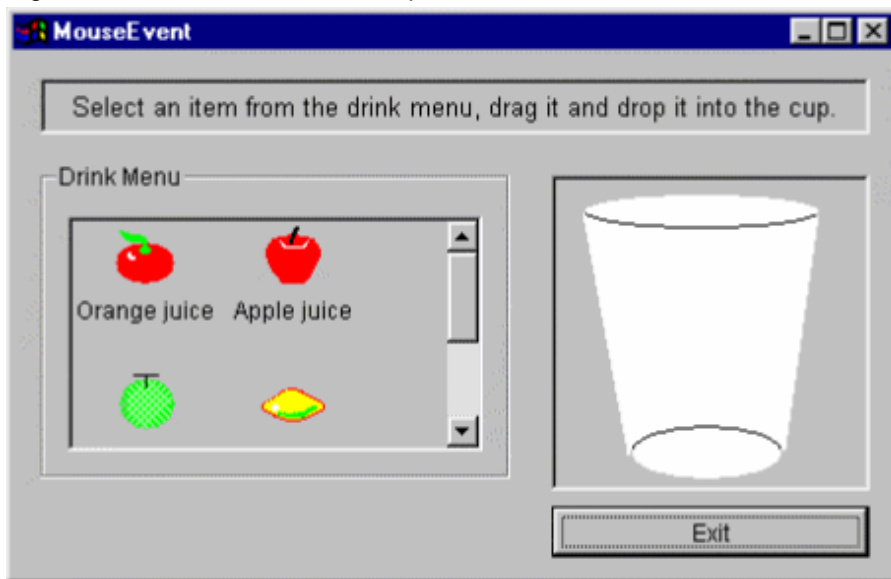 MouseEvent
Select an item from the drink menu, drag it and drop it into the cup.
Drink Menu
Orange juice Apple juice
Exit